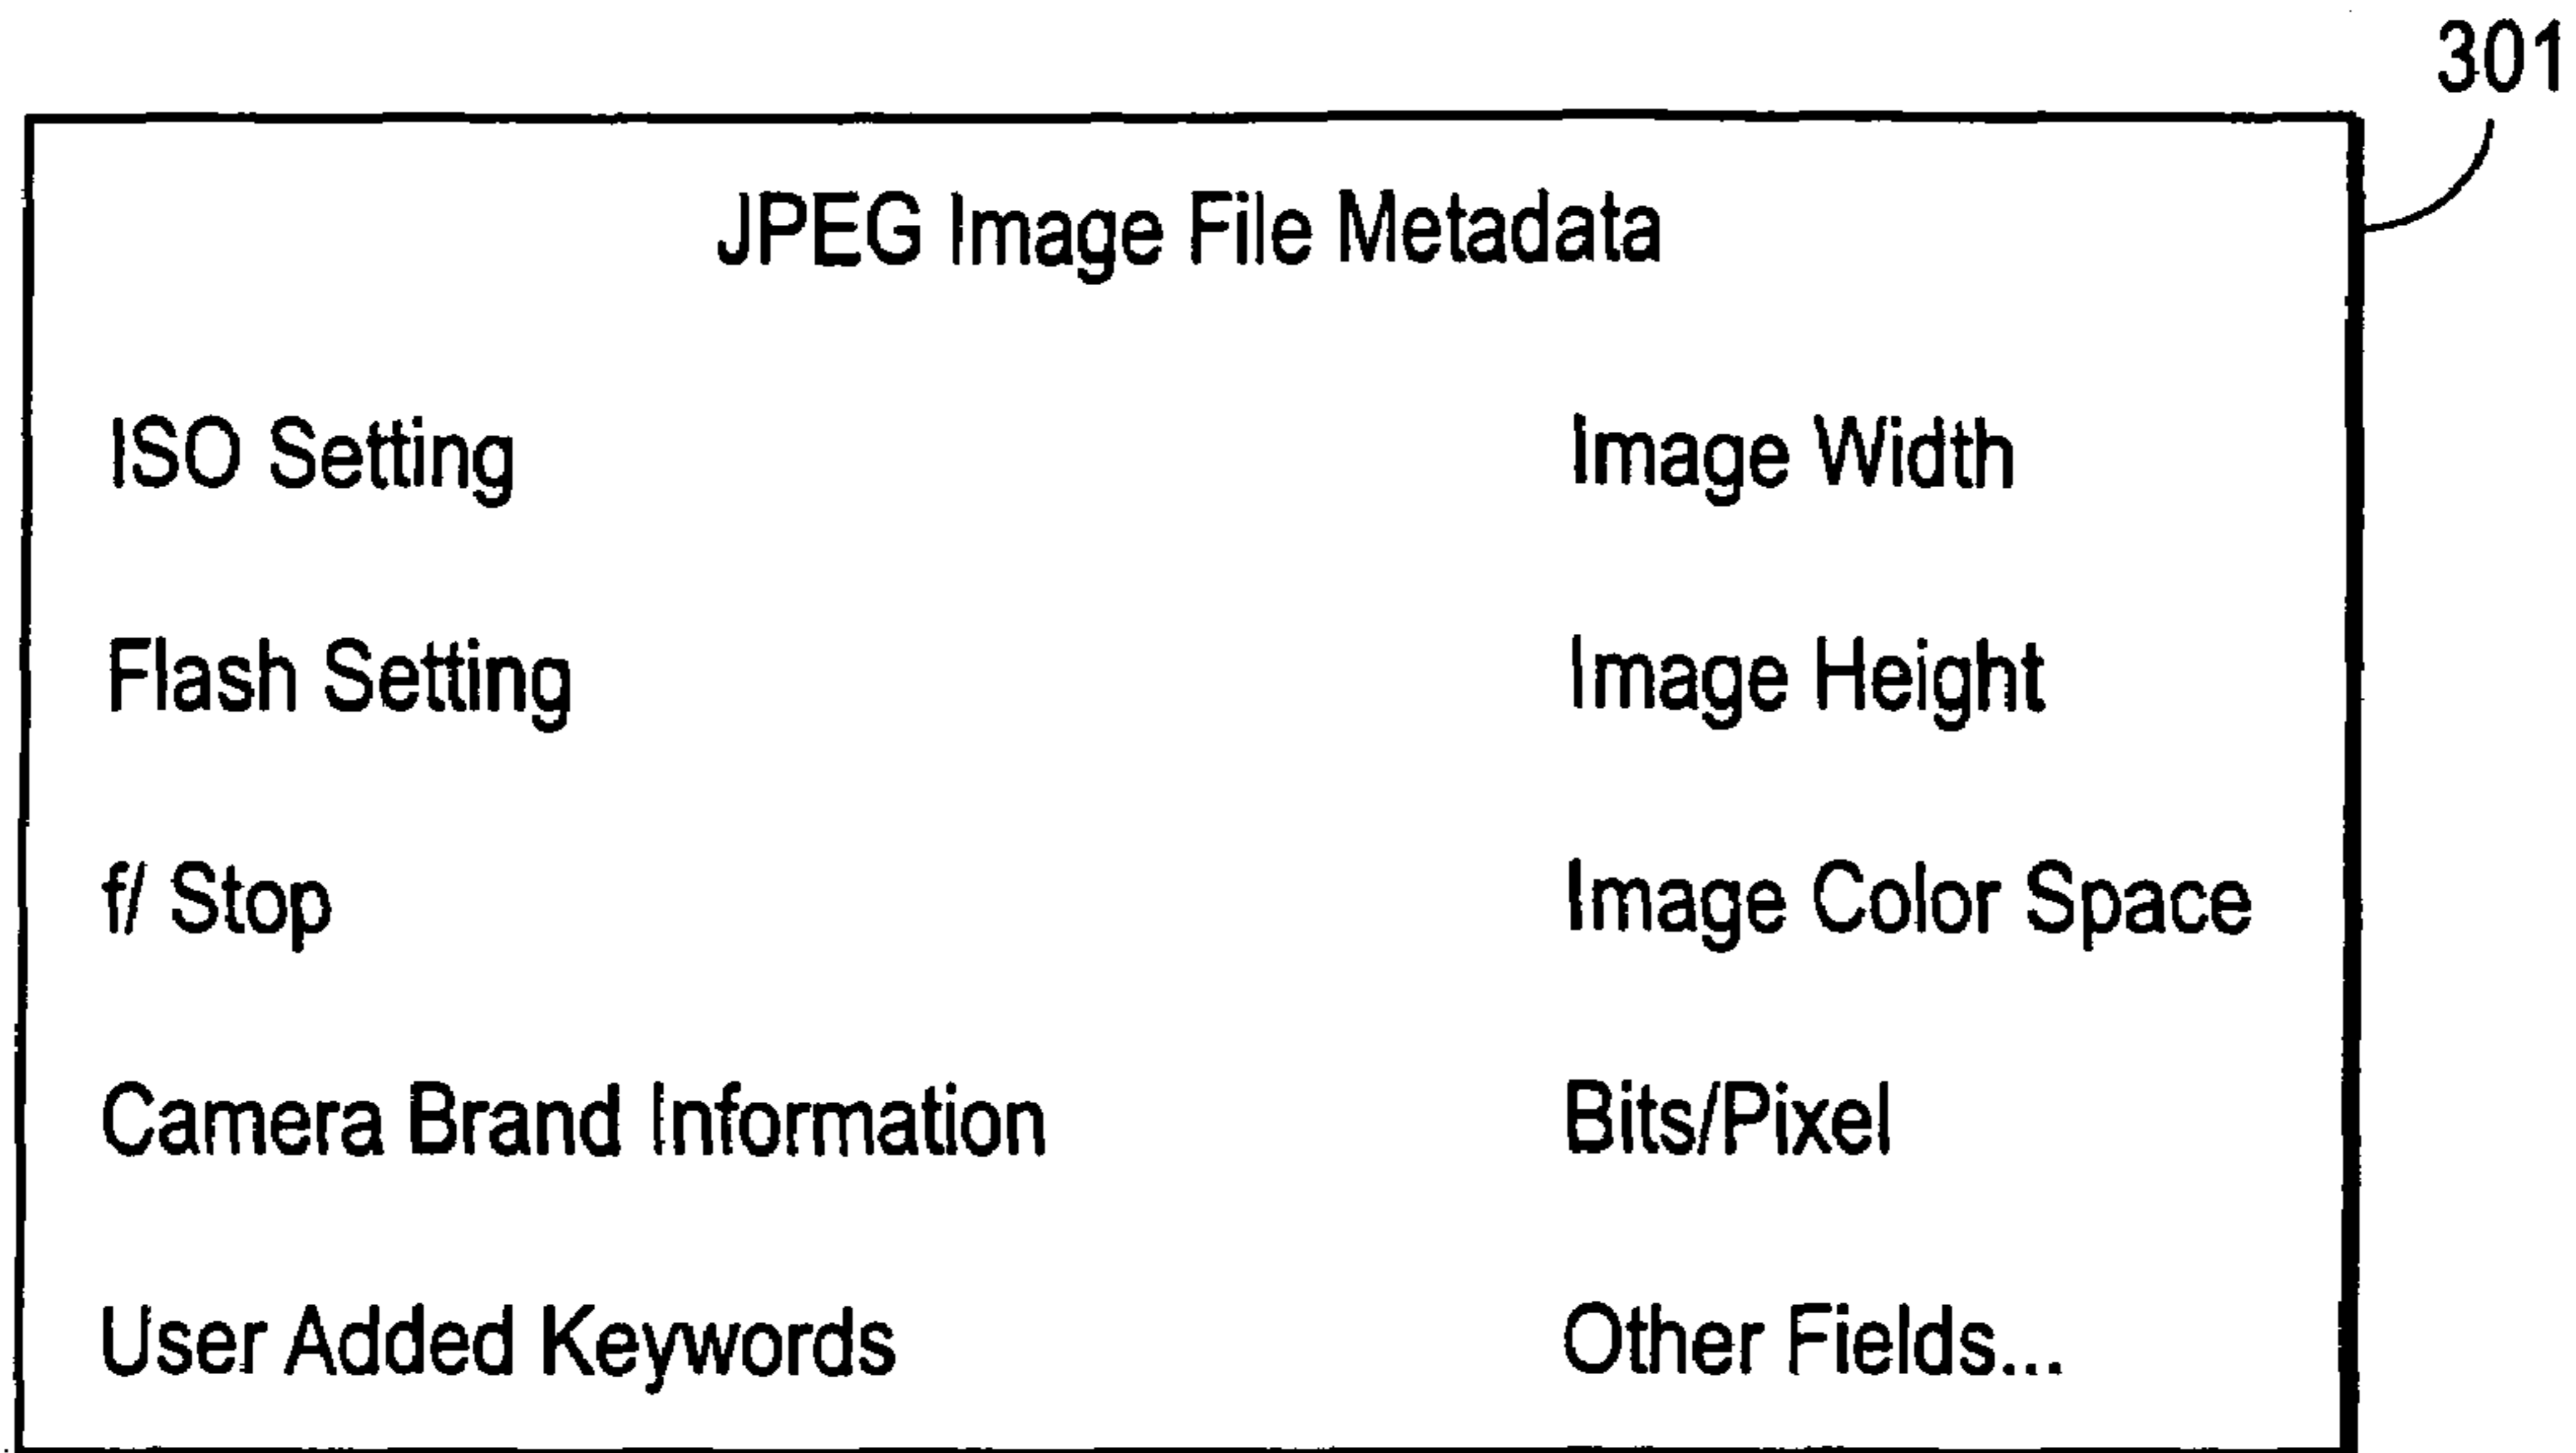 301
JPEG Image File Metadata
ISO Setting
Image Width
Flash Setting
Image Height
f/ Stop
Image Color Space
Camera Brand Information
Bits/Pixel
User Added Keywords
Other Fields...